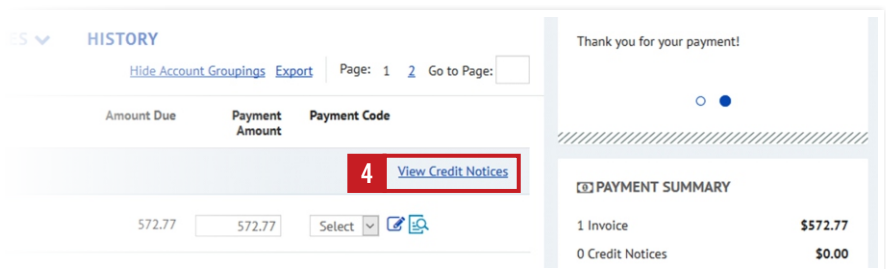 ES HISTORY
Hide Account Groupings Export Page: 1 2 Go to Page:
Amount Due Payment Amount Payment Code
4 View Credit Notices
572.77 572.77 Select
Thank you for your payment!
PAYMENT SUMMARY
1 Invoice $572.77
0 Credit Notices $0.00